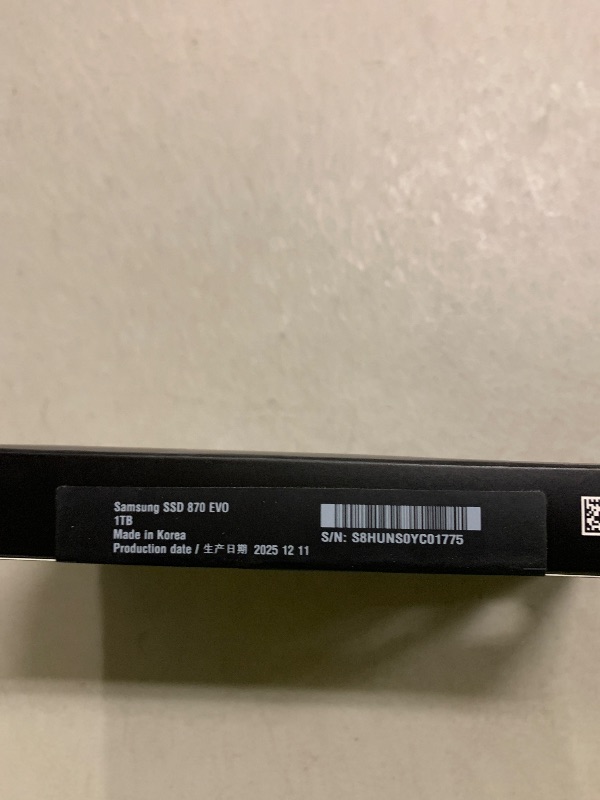 Samsung SSD 870 EVO
1TB
Made in Korea
Production date / 生产日期 2025 12 11
S/N: S8HUNS0YC01775